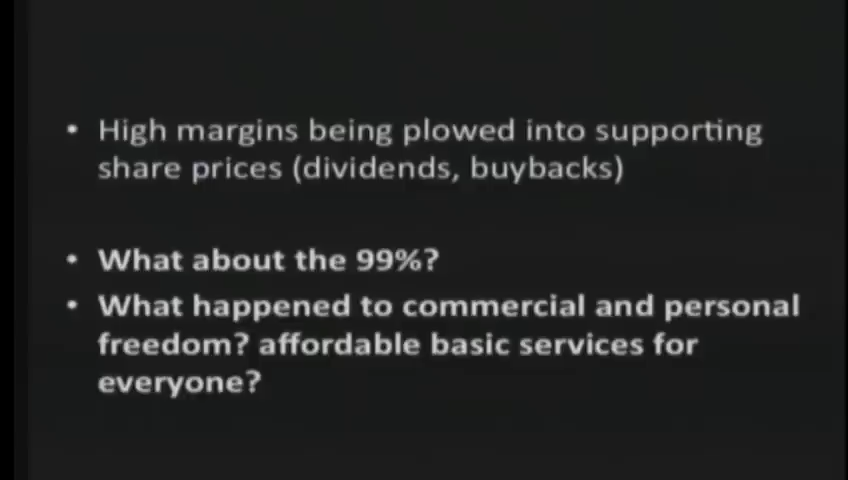 • High margins being plowed into supporting
share prices (dividends, buybacks)
• What about the 99%?
• What happened to commercial and personal
freedom? affordable basic services for
everyone?